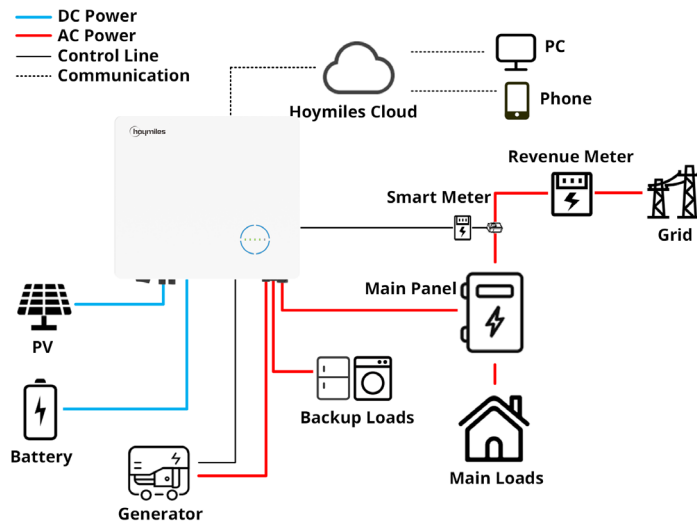 DC Power
AC Power
Control Line
Communication
PC
Phone
Hoymiles Cloud
hoymiles
Revenue Meter
Smart Meter
Grid
Main Panel
PV
Backup Loads
Battery
Main Loads
Generator